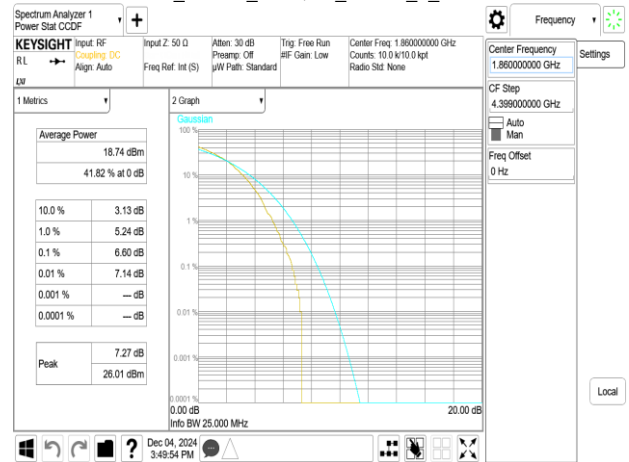 Spectrum Analyzer 1
Power Stat CCDF
Frequency
KEYSIGHT
RL
Input: RF
Coupling: DC
Align: Auto
Input Z: 50 Ω
Freq Ref: Int (S)
Atten: 30 dB
Preamp: Off
µW Path: Standard
Trig: Free Run
#IF Gain: Low
Center Freq: 1.860000000 GHz
Counts: 10.0 k/10.0 kpt
Radio Std: None
LXI
Center Frequency
1.860000000 GHz
Settings
CF Step
4.399000000 GHz
Auto
Man
Freq Offset
0 Hz
1 Metrics
Average Power
18.74 dBm
41.82 % at 0 dB
10.0 % 3.13 dB
1.0 % 5.24 dB
0.1 % 6.60 dB
0.01 % 7.14 dB
0.001 % --- dB
0.0001 % --- dB
Peak
7.27 dB
26.01 dBm
2 Graph
Gaussian
100 %
10 %
1 %
0.1 %
0.01 %
0.001 %
0.0001 %
0.00 dB 20.00 dB
Info BW 25.000 MHz
Local
?
Dec 04, 2024
3:49:54 PM